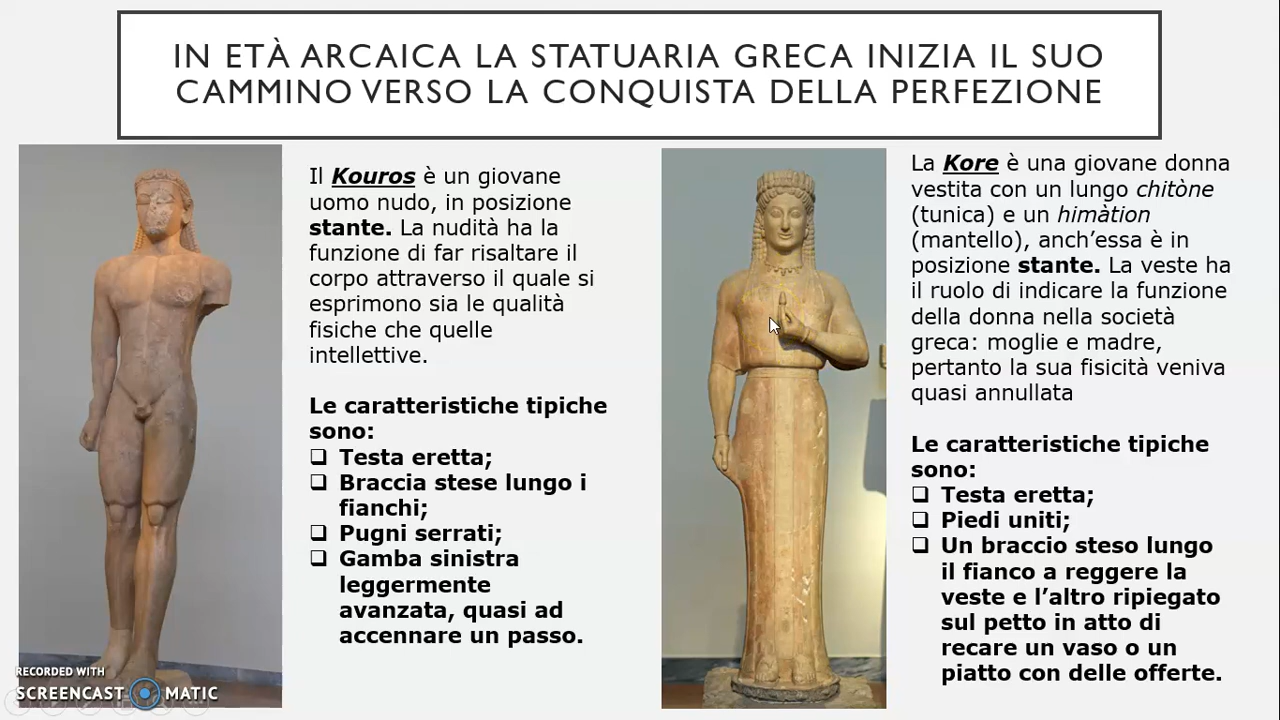 IN ETÀ ARCAICA LA STATUARIA GRECA INIZIA IL SUO
CAMMINO VERSO LA CONQUISTA DELLA PERFEZIONE
Il Kouros è un giovane
uomo nudo, in posizione
stante. La nudità ha la
funzione di far risaltare il
corpo attraverso il quale si
esprimono sia le qualità
fisiche che quelle
intellettive.
Le caratteristiche tipiche
sono:
❑ Testa eretta;
❑ Braccia stese lungo i
fianchi;
❑ Pugni serrati;
❑ Gamba sinistra
leggermente
avanzata, quasi ad
accennare un passo.
La Kore è una giovane donna
vestita con un lungo chitòne
(tunica) e un himàtion
(mantello), anch’essa è in
posizione stante. La veste ha
il ruolo di indicare la funzione
della donna nella società
greca: moglie e madre,
pertanto la sua fisicità veniva
quasi annullata
Le caratteristiche tipiche
sono:
❑ Testa eretta;
❑ Piedi uniti;
❑ Un braccio steso lungo
il fianco a reggere la
veste e l’altro ripiegato
sul petto in atto di
recare un vaso o un
piatto con delle offerte.
RECORDED WITH
SCREENCAST MATIC